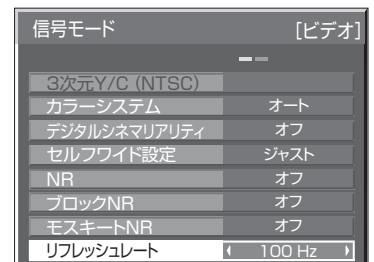 信号モード [ビデオ]
3次元Y/C (NTSC)
カラーシステム オート
デジタルシネマリアリティ オフ
セルフワイド設定 ジャスト
NR オフ
ブロックNR オフ
モスキートNR オフ
リフレッシュレート 100 Hz